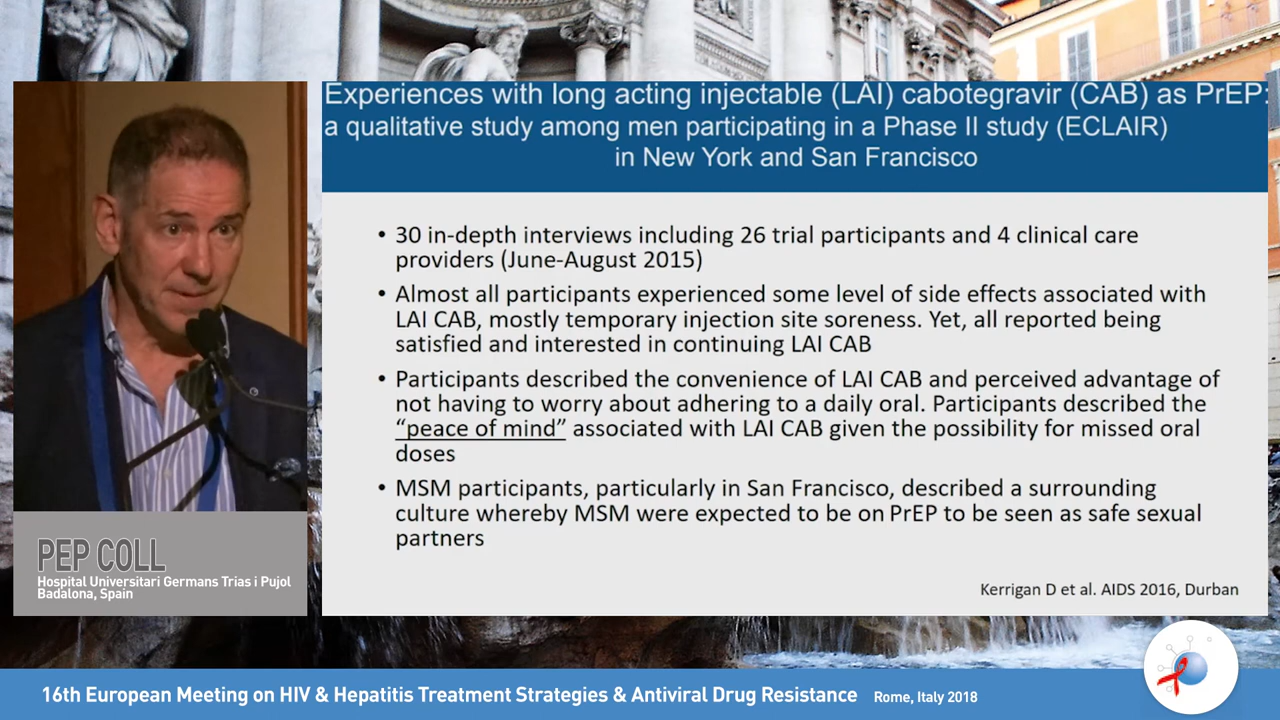 Experiences with long acting injectable (LAI) cabotegravir (CAB) as PrEP:
a qualitative study among men participating in a Phase II study (ECLAIR)
in New York and San Francisco
• 30 in-depth interviews including 26 trial participants and 4 clinical care
providers (June-August 2015)
• Almost all participants experienced some level of side effects associated with
LAI CAB, mostly temporary injection site soreness. Yet, all reported being
satisfied and interested in continuing LAI CAB
• Participants described the convenience of LAI CAB and perceived advantage of
not having to worry about adhering to a daily oral. Participants described the
“peace of mind” associated with LAI CAB given the possibility for missed oral
doses
• MSM participants, particularly in San Francisco, described a surrounding
culture whereby MSM were expected to be on PrEP to be seen as safe sexual
partners
Kerrigan D et al. AIDS 2016, Durban
PEP COLL
Hospital Universitari Germans Trias i Pujol
Badalona, Spain
16th European Meeting on HIV & Hepatitis Treatment Strategies & Antiviral Drug Resistance Rome, Italy 2018